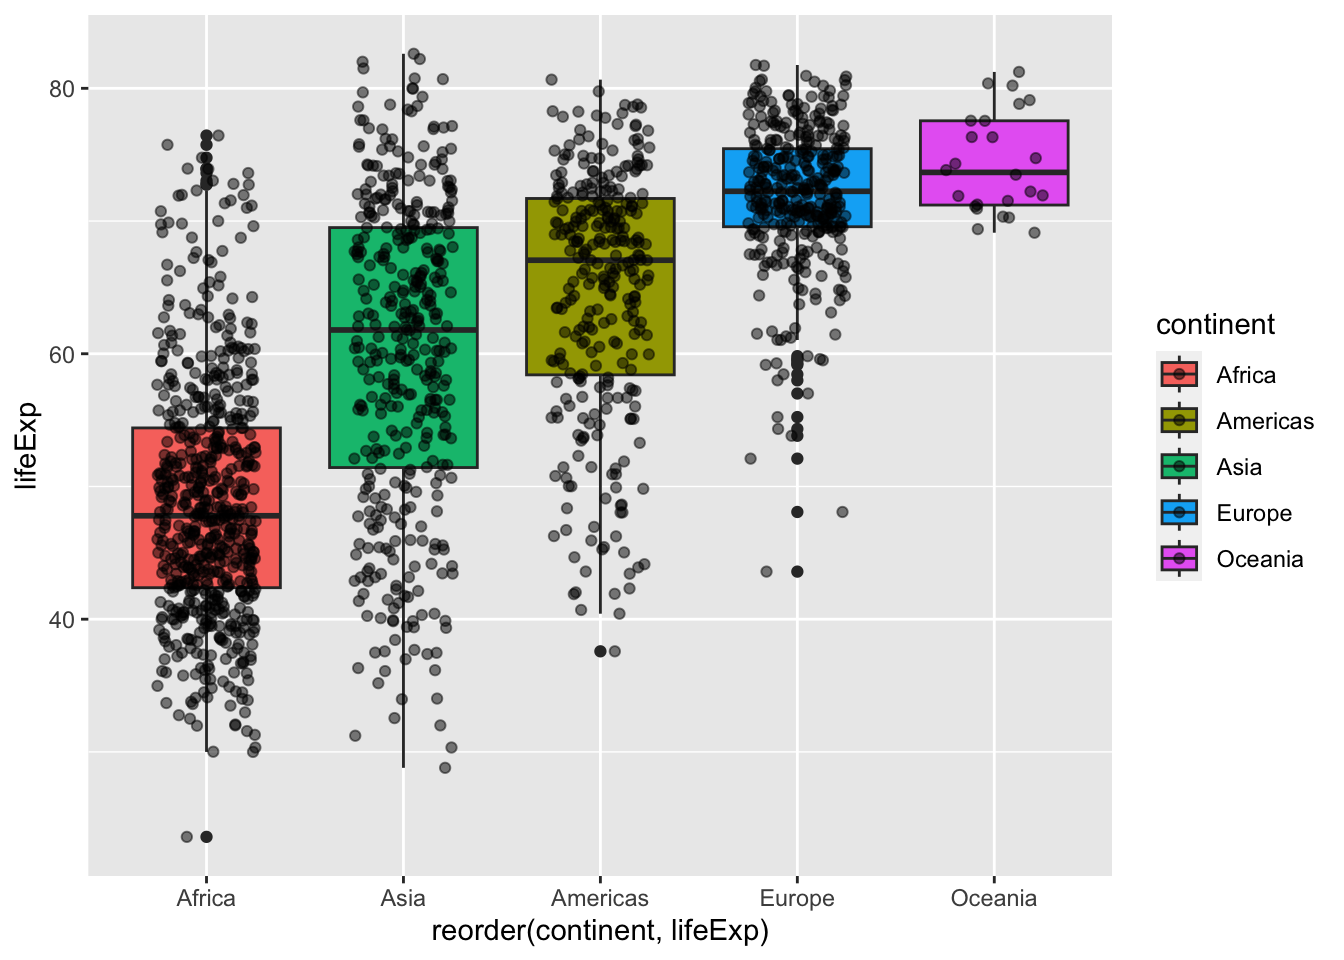 lifeExp
80
60
40
Africa
Asia
Americas
Europe
Oceania
reorder(continent, lifeExp)
continent
Africa
Americas
Asia
Europe
Oceania